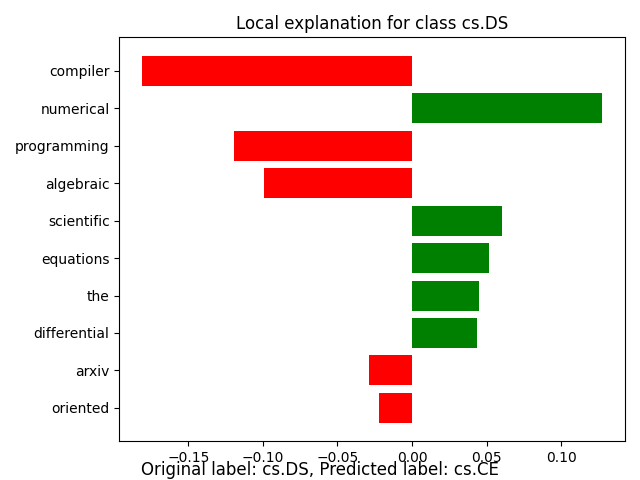 Local explanation for class cs.DS
compiler
numerical
programming
algebraic
scientific
equations
the
differential
arxiv
oriented
−0.15 −0.10 −0.05 0.00 0.05 0.10
Original label: cs.DS, Predicted label: cs.CE